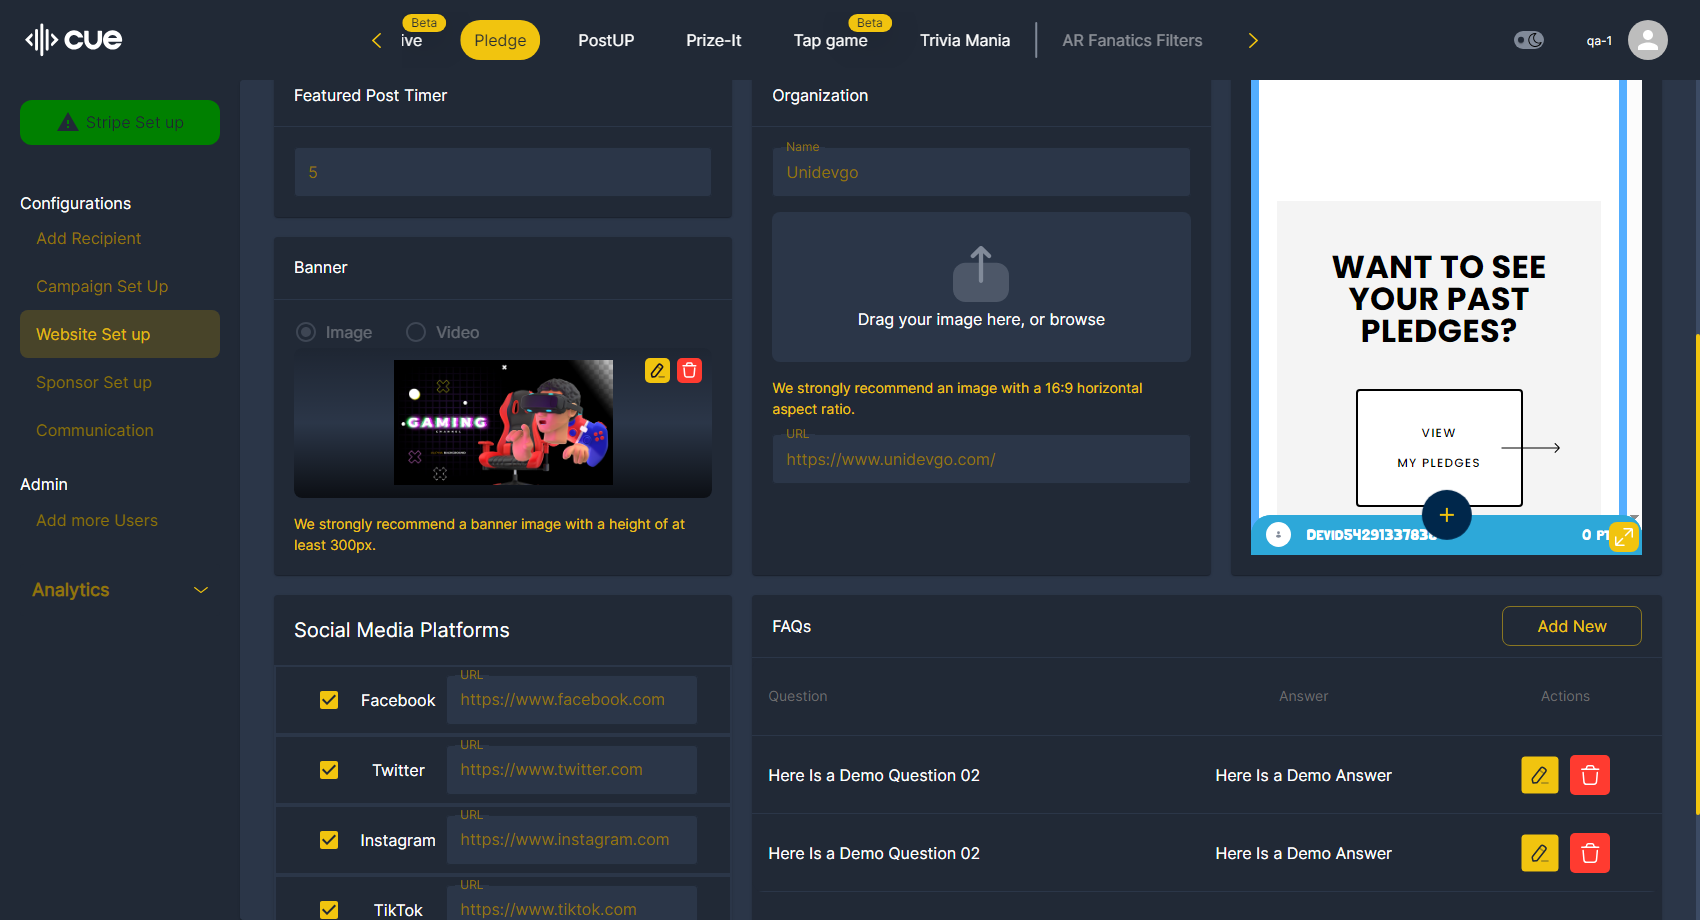 cue
ive
Beta
Pledge
PostUP
Prize-It
Tap game
Beta
Trivia Mania
AR Fanatics Filters
qa-1
Stripe Set up
Configurations
Add Recipient
Campaign Set Up
Website Set up
Sponsor Set up
Communication
Admin
Add more Users
Analytics
Featured Post Timer
5
Banner
Image
Video
GAMING
CHANNEL
We strongly recommend a banner image with a height of at
least 300px.
Organization
Name
Unidevgo
Drag your image here, or browse
We strongly recommend an image with a 16:9 horizontal
aspect ratio.
URL
https://www.unidevgo.com/
WANT TO SEE
YOUR PAST
PLEDGES?
VIEW
MY PLEDGES
0 PT
Social Media Platforms
Facebook
URL
https://www.facebook.com
Twitter
URL
https://www.twitter.com
Instagram
URL
https://www.instagram.com
TikTok
URL
https://www.tiktok.com
FAQs
Add New
Question Answer Actions
Here Is a Demo Question 02 Here Is a Demo Answer
Here Is a Demo Question 02 Here Is a Demo Answer